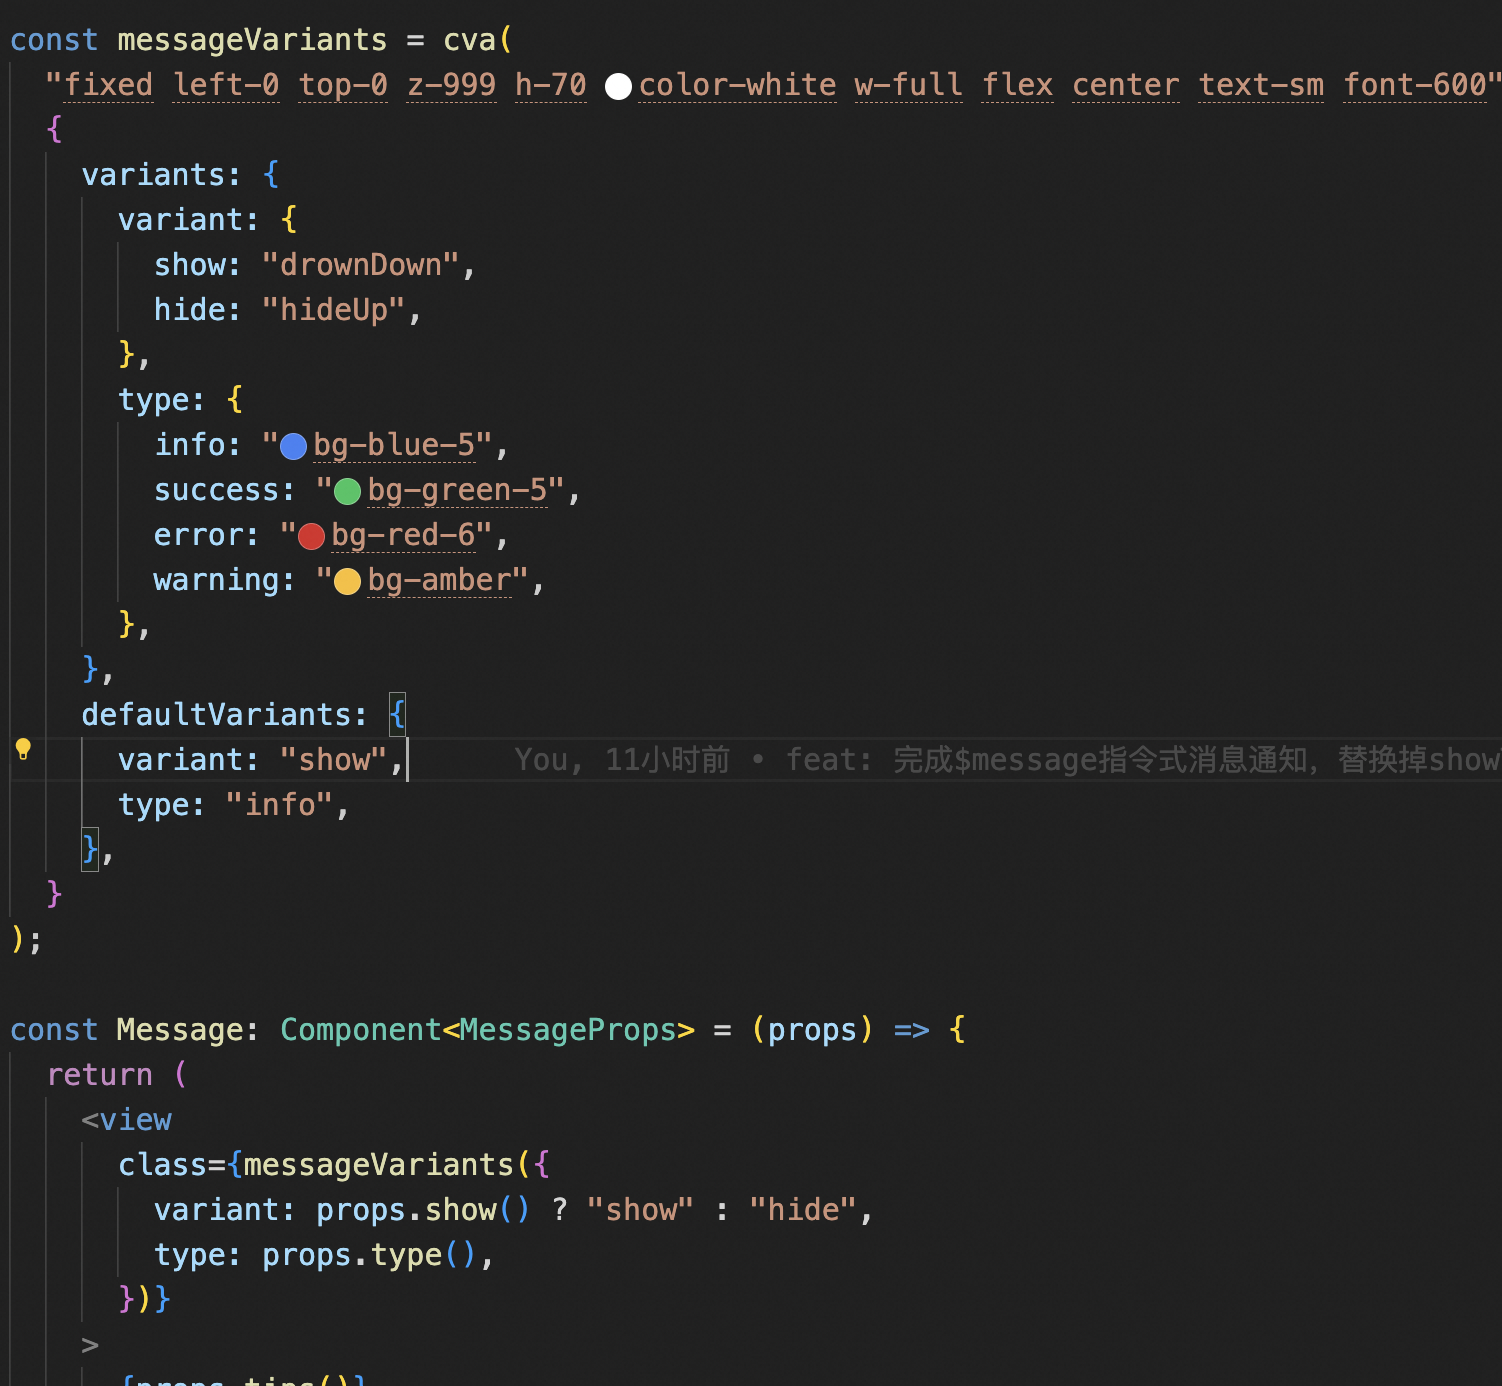 const messageVariants = cva(
"fixed left-0 top-0 z-999 h-70 color-white w-full flex center text-sm font-600"
{
variants: {
variant: {
show: "drownDown",
hide: "hideUp",
},
type: {
info: "bg-blue-5",
success: "bg-green-5",
error: "bg-red-6",
warning: "bg-amber",
},
},
defaultVariants: {
variant: "show", You, 11小时前 • feat: 完成$message指令式消息通知，替换掉show
type: "info",
},
}
);
const Message: Component<MessageProps> = (props) => {
return (
<view
class={messageVariants({
variant: props.show() ? "show" : "hide",
type: props.type(),
})}
>
{props.tips()}